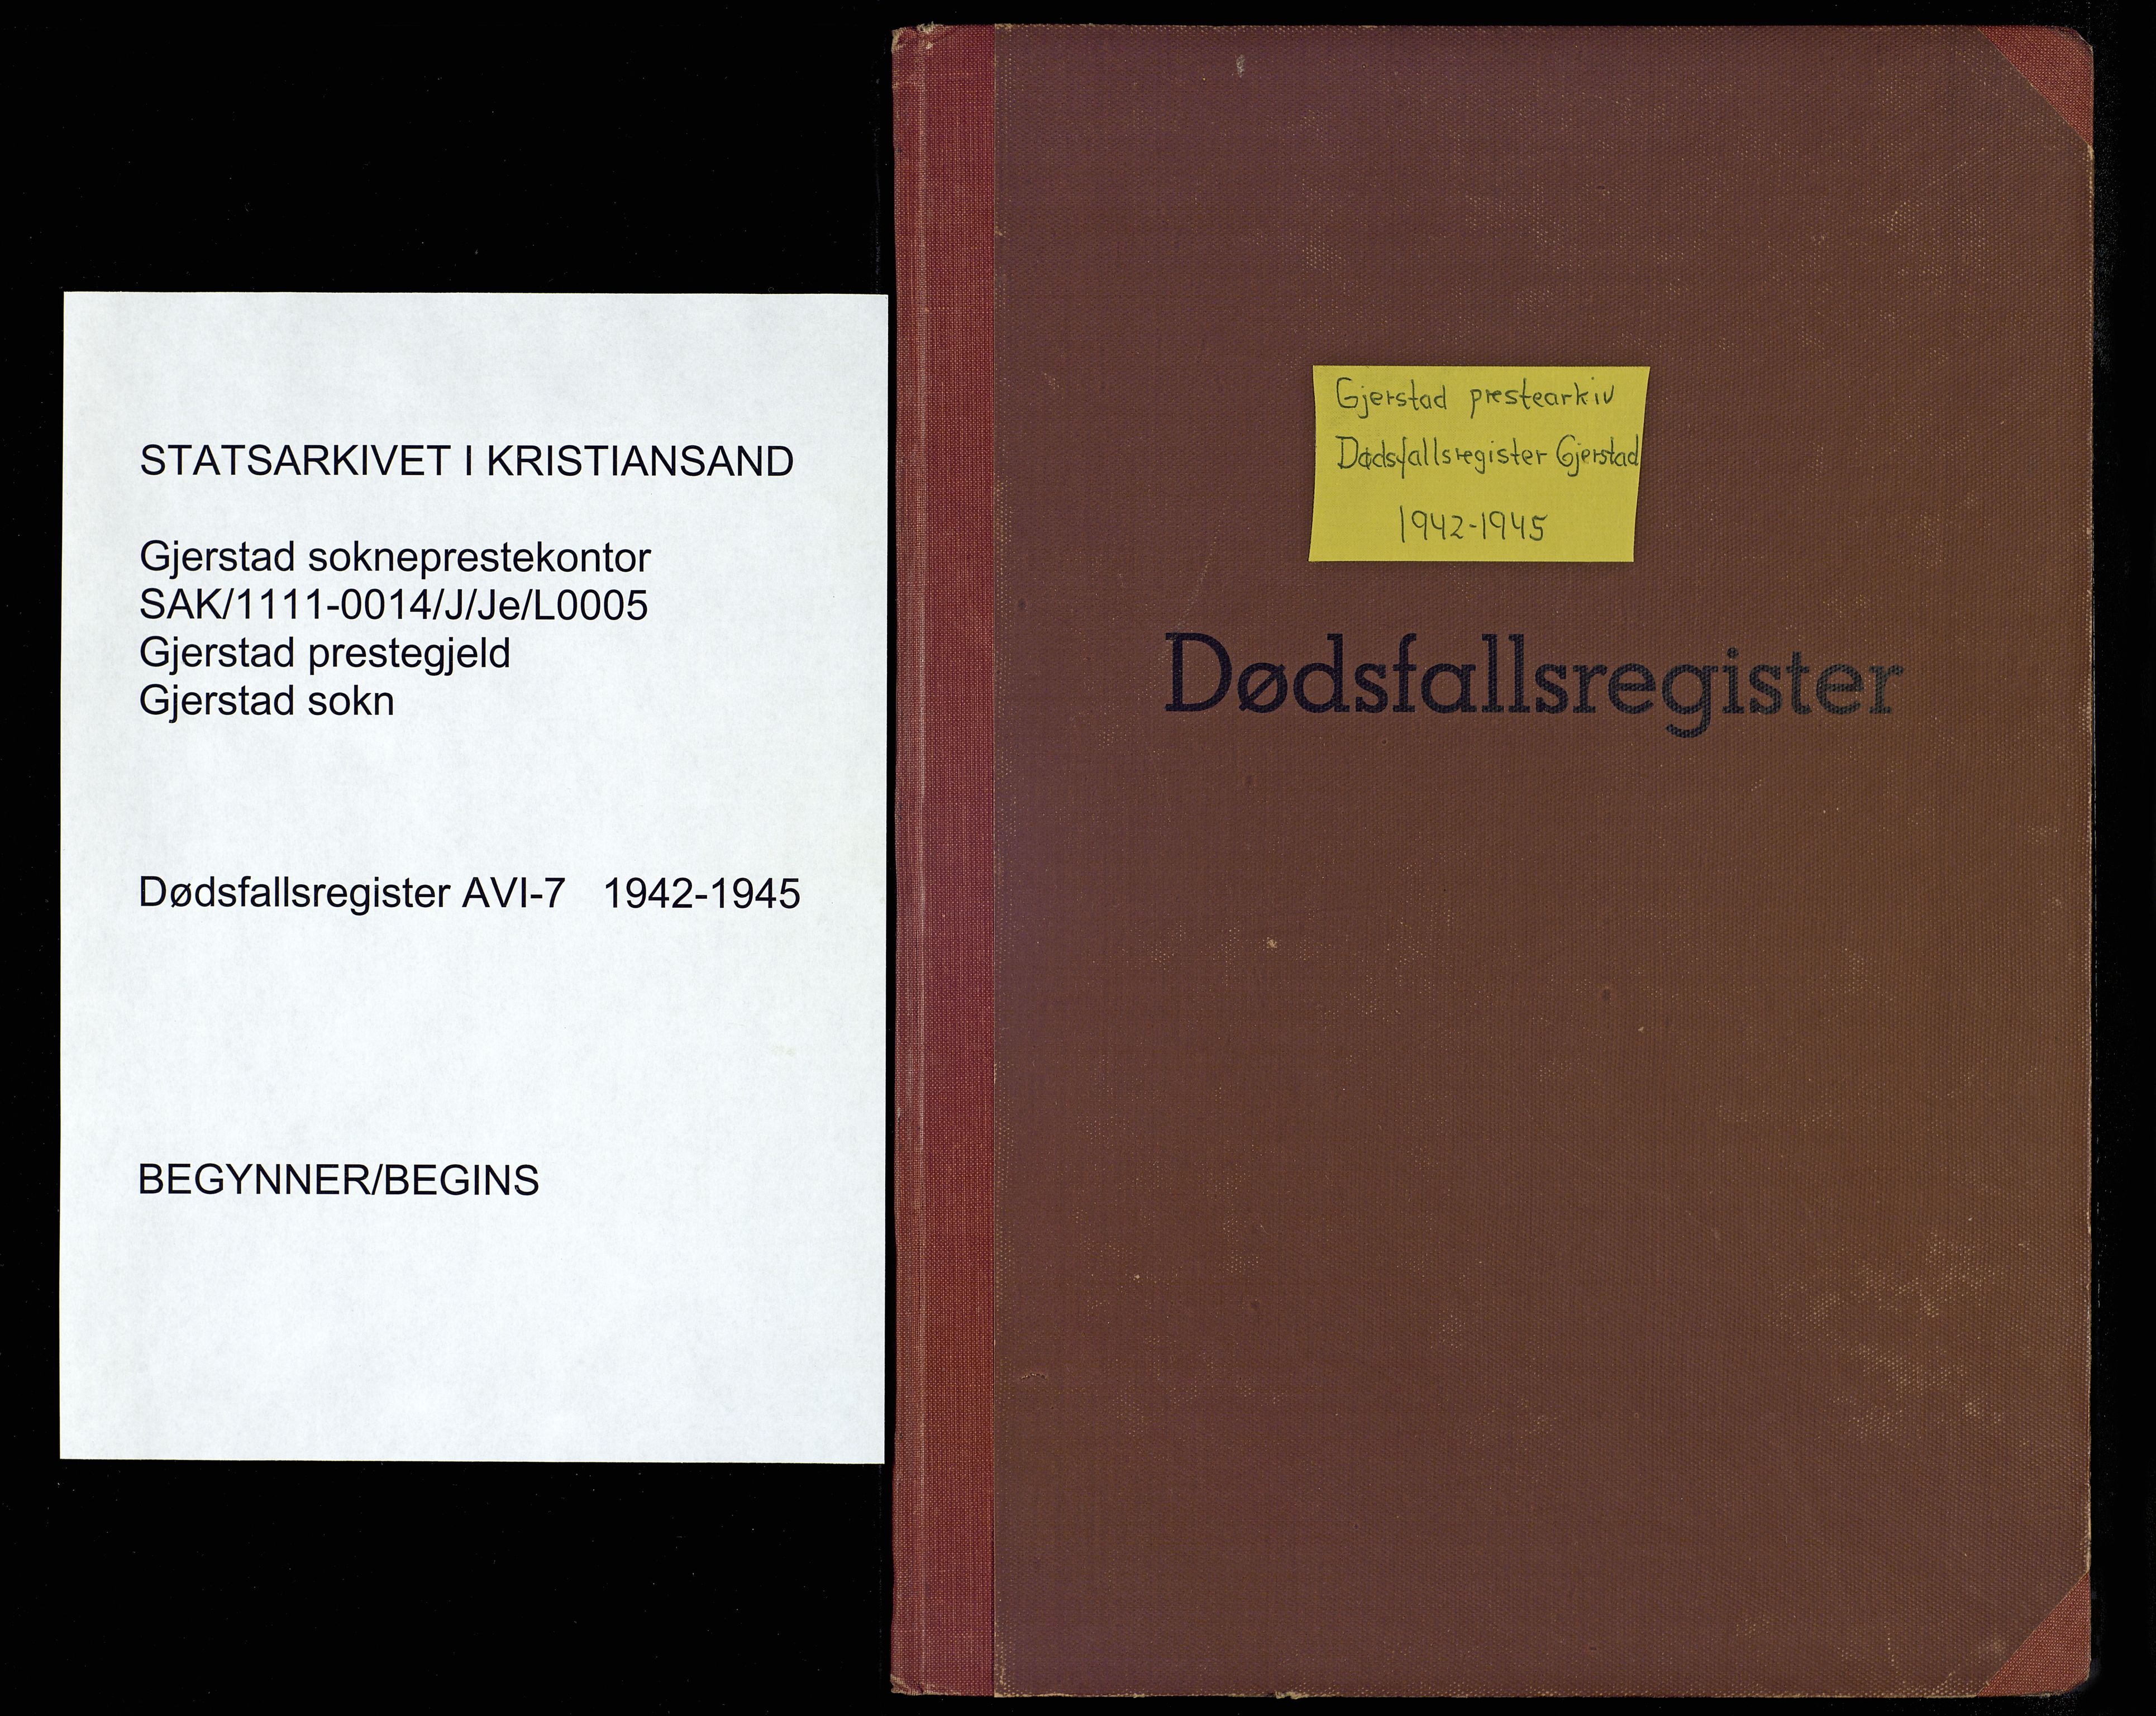 STATSARKIVET I KRISTIANSAND
Gjerstad sokneprestekontor
SAK/1111-0014/J/Je/L0005
Gjerstad prestegjeld
Gjerstad sokn
Dødsfallsregister AVI-7 1942-1945
BEGYNNER/BEGINS
Gjerstad prestearkiv
Dødsfallsregister Gjerstad
1942-1945
Dødsfallsregister